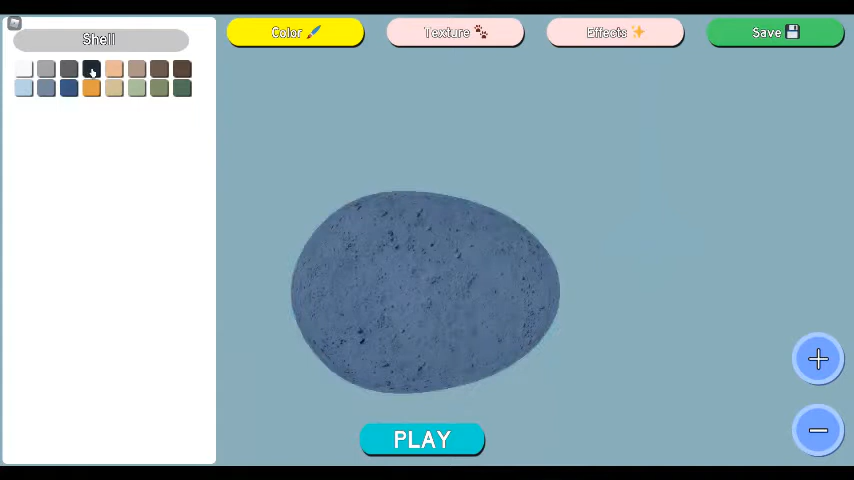 Shell
Color
Texture
Effects
Save
PLAY